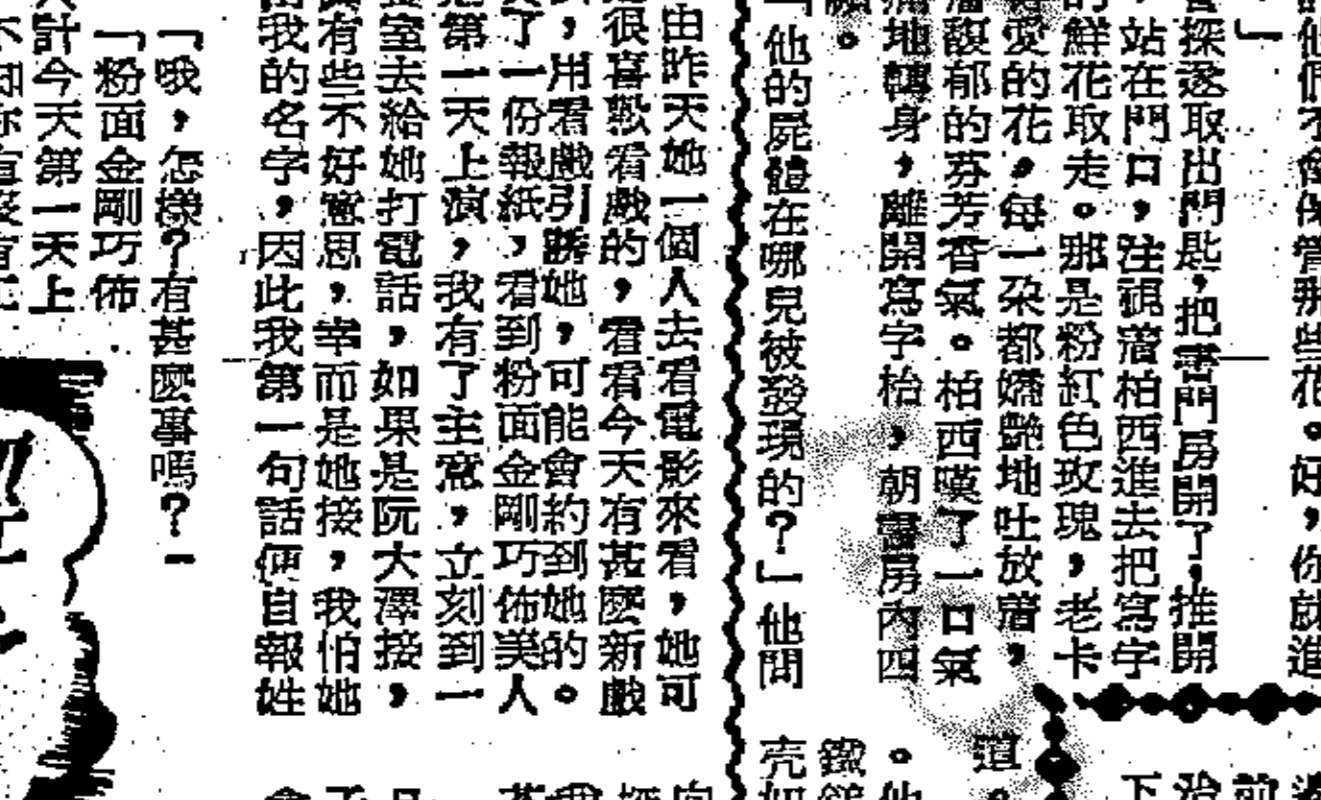 們不會保管那些花。好，你就進
」
探遂取出門匙，把書門房開了，推開
，站在門口，注視着柏西進去把寫字
的鮮花取走。那是粉紅色玫瑰，老卡
愛的花，每一朶都嬌艷地吐放着，
馥郁的芬芳香氣。柏西嘆了一口氣
地轉身，離開寫字枱，朝書房內四
。
「他的屍體在哪兒被發現的？」他問
道
。他
鐵
亮如
下 治 前
由昨天她一個人去看電影來看，她可
很喜歡看戲的，看看今天有甚麼新戲
，用看戲引誘她，可能會約到她的。
了一份報紙，看到粉面金剛巧佈美人
第一天上演，我有了主意，立刻到一
室去給她打電話，如果是阮大澤接，
有些不好意思，幸而是她接，我怕她
我的名字，因此我第一句話便自報姓
「哦，怎樣？有甚麼事嗎？」
「粉面金剛巧佈
計今天第一天上